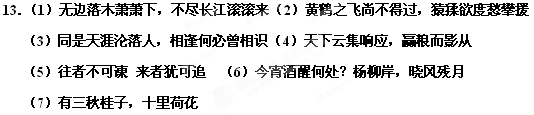 13.（1）无边落木萧萧下，不尽长江滚滚来（2）黄鹤之飞尚不得过，猿猱欲度愁攀援
（3）同是天涯沦落人，相逢何必曾相识（4）天下云集响应，赢粮而影从
（5）往者不可谏 来者犹可追 （6）今宵酒醒何处？杨柳岸，晓风残月
（7）有三秋桂子，十里荷花